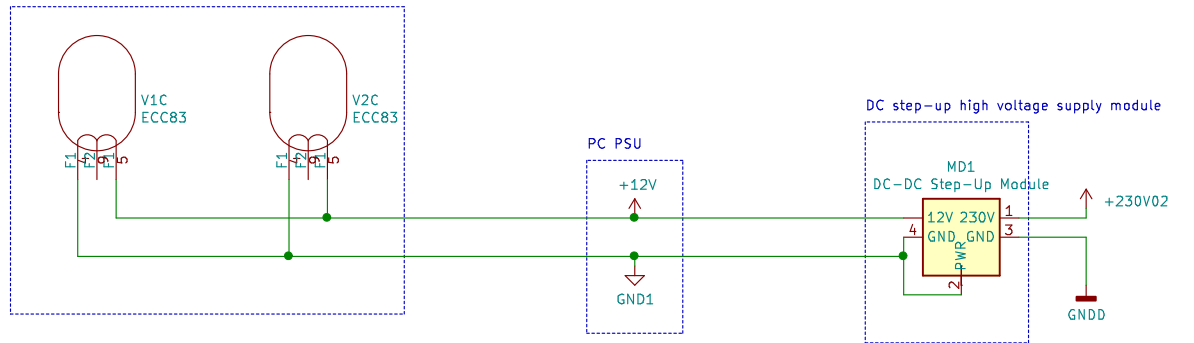 V1C
ECC83
F1
4
F2
9
F1
5
V2C
ECC83
F1
4
F2
9
F1
5
PC PSU
+12V
GND1
DC step-up high voltage supply module
MD1
DC-DC Step-Up Module
12V
230V
1
4
GND
GND
3
PWR
2
+230V02
GNDD